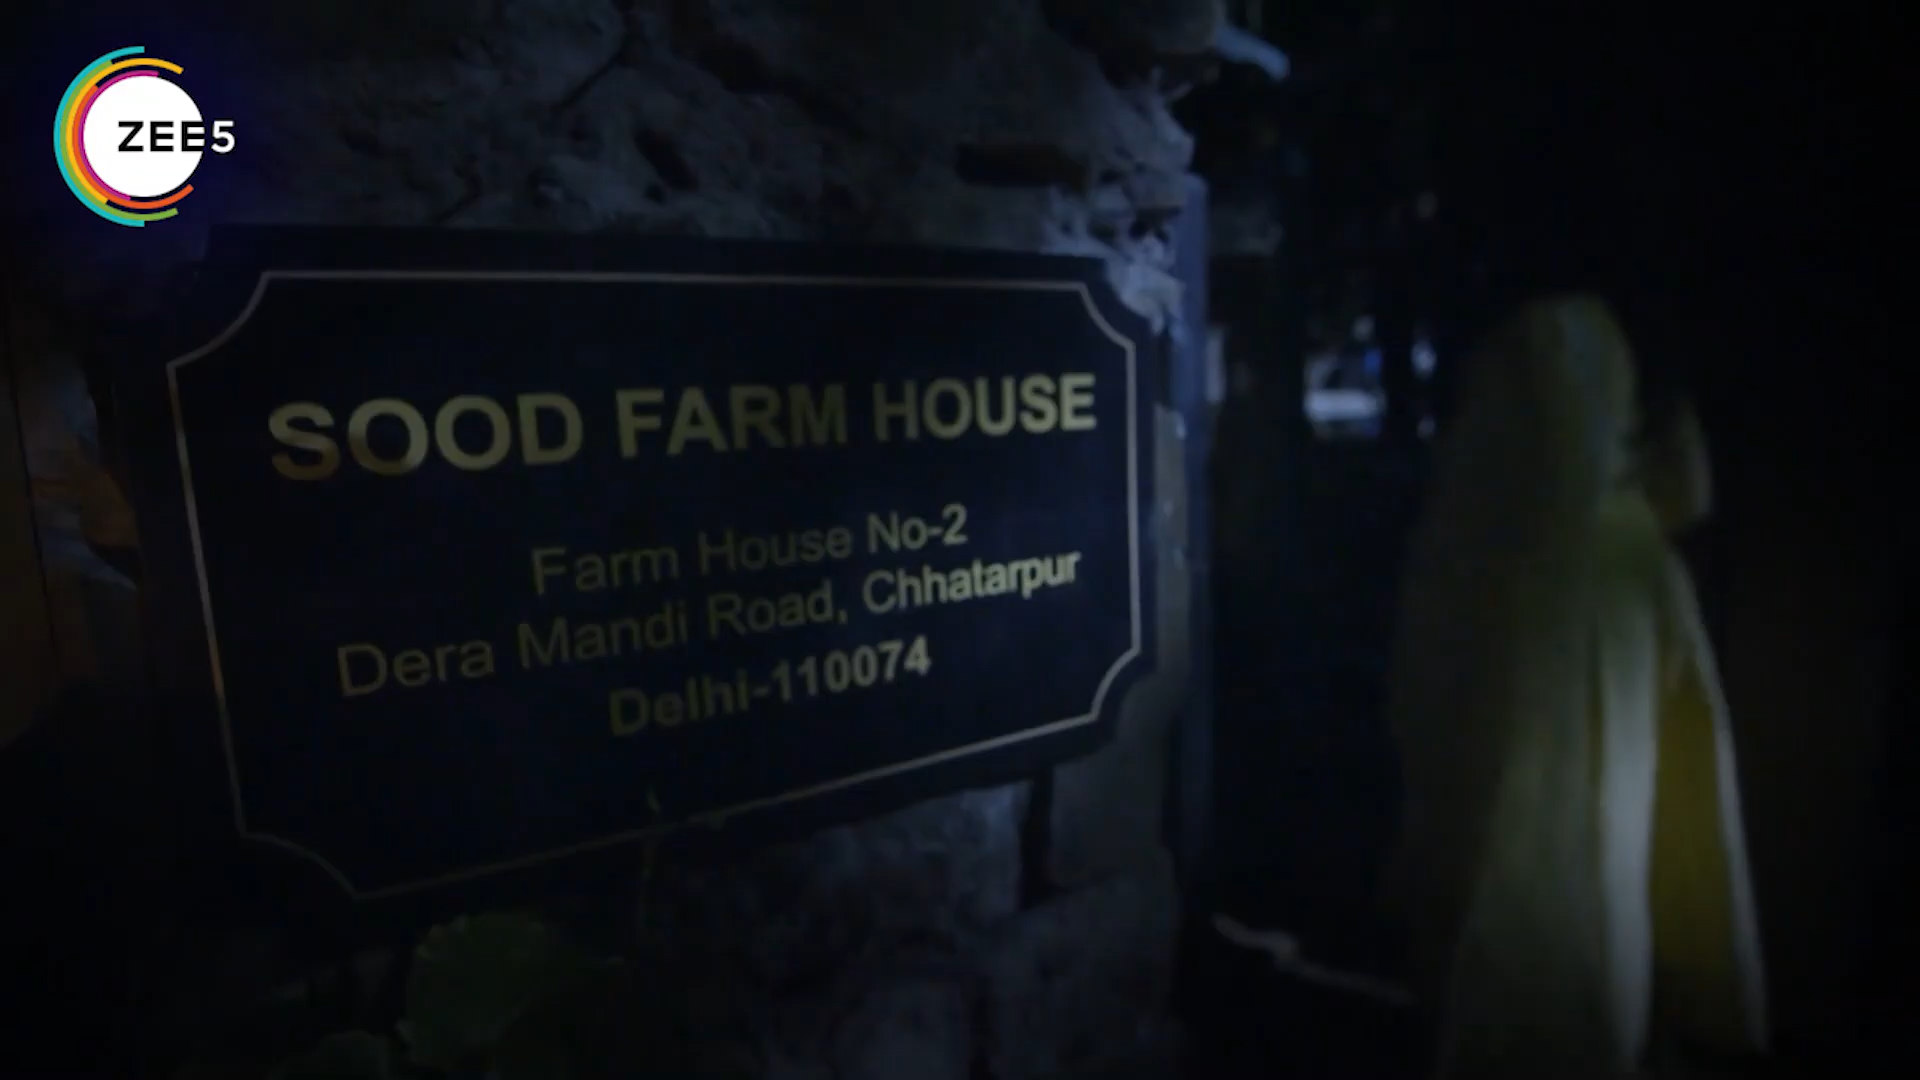 ZEE5
SOOD FARM HOUSE
Farm House No-2
Dera Mandi Road, Chhatarpur
Delhi-110074